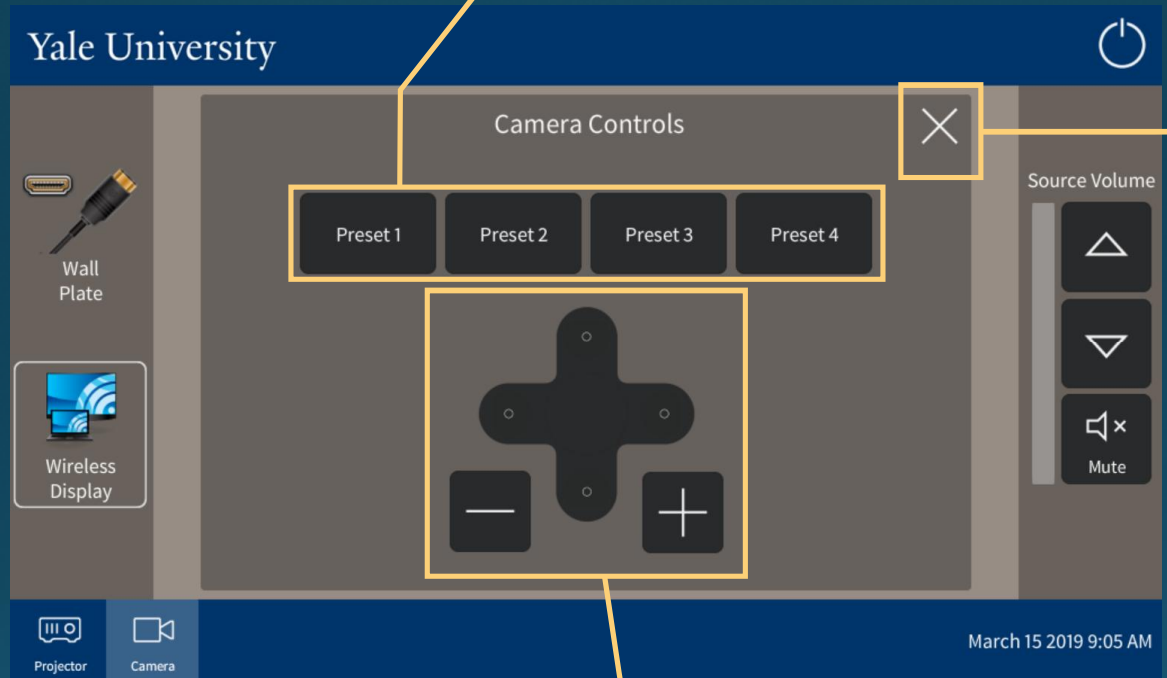 Yale University
Camera Controls
Preset 1
Preset 2
Preset 3
Preset 4
Wall
Plate
Wireless
Display
Source Volume
Mute
Projector
Camera
March 15 2019 9:05 AM